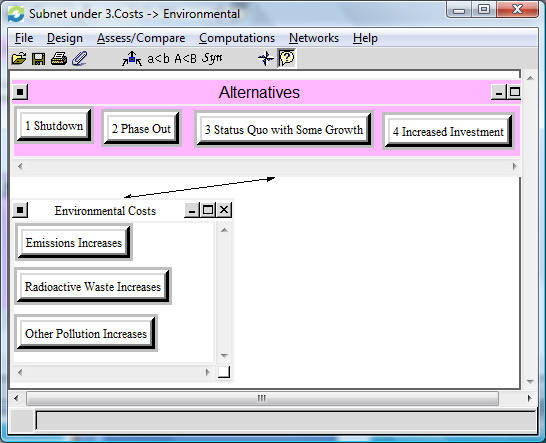 Subnet under 3.Costs -> Environmental
File Design Assess/Compare Computations Networks Help
a<b A<B Syn
Alternatives
1 Shutdown 2 Phase Out 3 Status Quo with Some Growth 4 Increased Investment
Environmental Costs
Emissions Increases
Radioactive Waste Increases
Other Pollution Increases